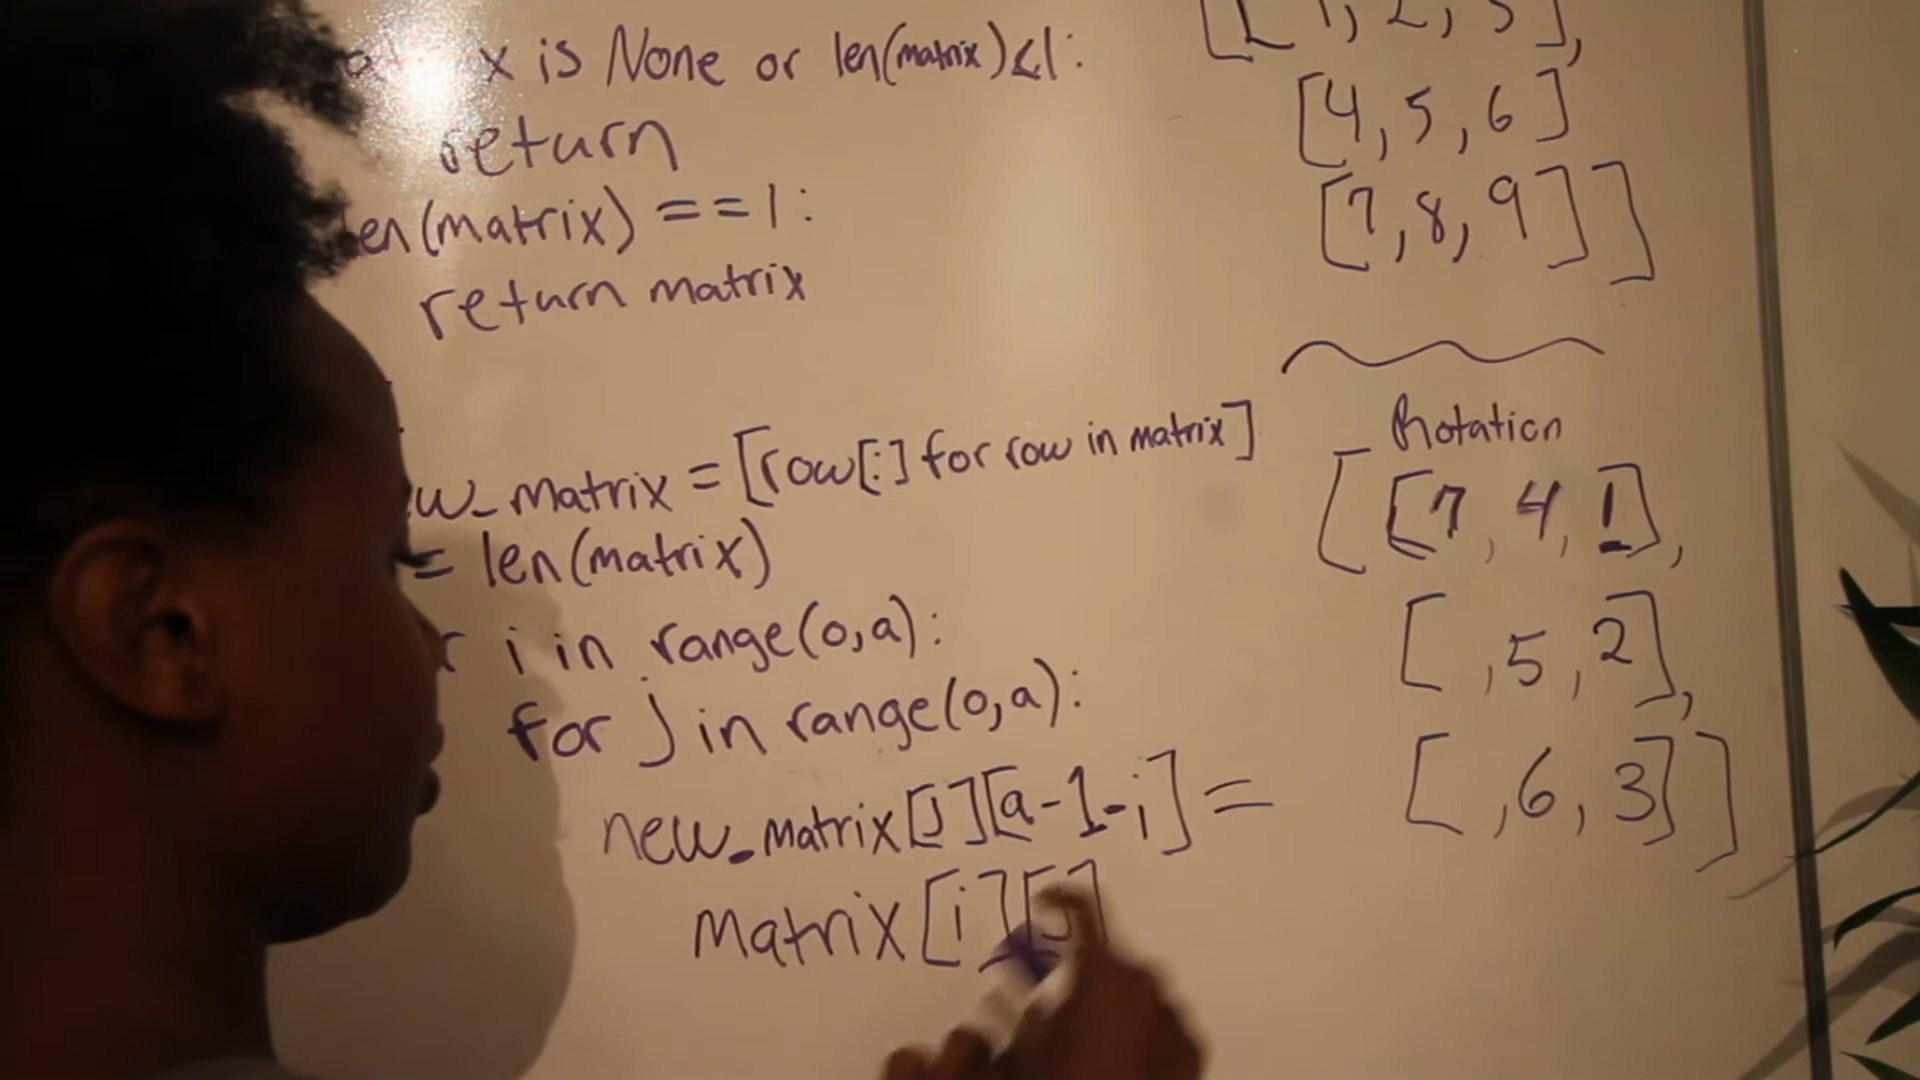 x is None or len(matrix)<1:
return
len(matrix) ==1:
return matrix
w_matrix = [row[:] for row in matrix]
= len(matrix)
r i in range(0,a):
for j in range(0,a):
new_matrix[j][a-1-i] =
matrix[i][j]
[[1, 2, 3],
[4, 5, 6]
[7, 8, 9]]
Rotation
[[7, 4, 1],
[ , 5, 2],
[ , 6, 3]]